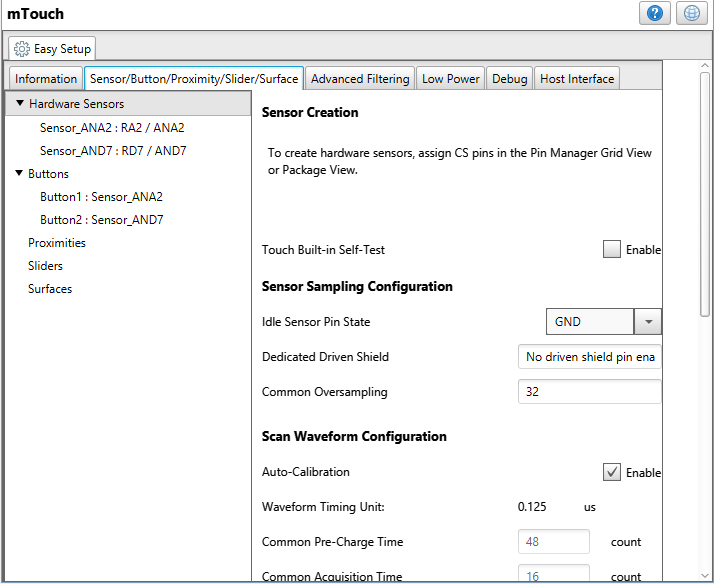 mTouch
?
Easy Setup
Information
Sensor/Button/Proximity/Slider/Surface
Advanced Filtering
Low Power
Debug
Host Interface
Hardware Sensors
Sensor_ANA2 : RA2 / ANA2
Sensor_AND7 : RD7 / AND7
Buttons
Button1 : Sensor_ANA2
Button2 : Sensor_AND7
Proximities
Sliders
Surfaces
Sensor Creation
To create hardware sensors, assign CS pins in the Pin Manager Grid View
or Package View.
Touch Built-in Self-Test Enable
Sensor Sampling Configuration
Idle Sensor Pin State GND
Dedicated Driven Shield No driven shield pin ena
Common Oversampling 32
Scan Waveform Configuration
Auto-Calibration Enable
Waveform Timing Unit: 0.125 us
Common Pre-Charge Time 48 count
Common Acquisition Time 16 count